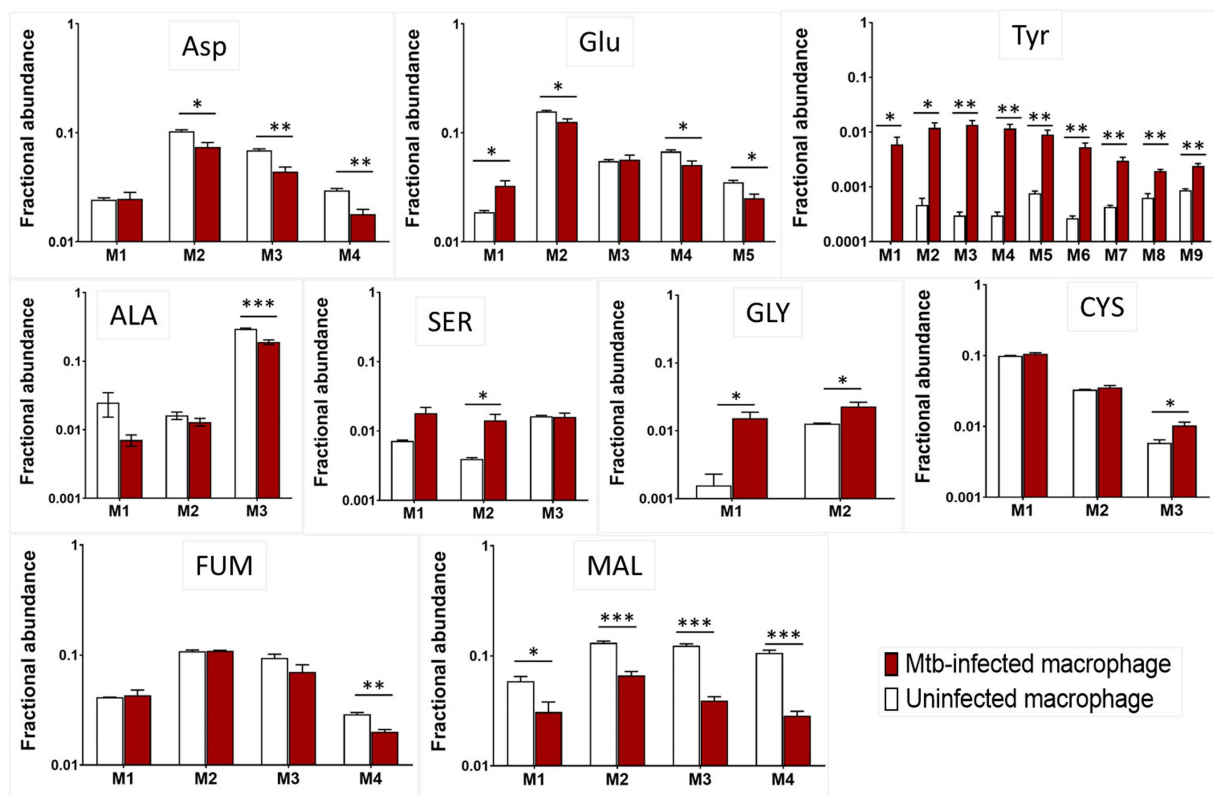 Asp
Fractional abundance
1
0.1
0.01
*
**
**
M1 M2 M3 M4
Glu
Fractional abundance
1
0.1
0.01
*
*
*
*
M1 M2 M3 M4 M5
Tyr
Fractional abundance
1
0.1
0.01
0.001
0.0001
* * ** ** ** ** ** ** **
M1 M2 M3 M4 M5 M6 M7 M8 M9
ALA
Fractional abundance
1
0.1
0.01
0.001
***
M1 M2 M3
SER
Fractional abundance
1
0.1
0.01
0.001
*
M1 M2 M3
GLY
Fractional abundance
1
0.1
0.01
0.001
*
*
M1 M2
CYS
Fractional abundance
1
0.1
0.01
0.001
*
M1 M2 M3
FUM
Fractional abundance
1
0.1
0.01
**
M1 M2 M3 M4
MAL
Fractional abundance
1
0.1
0.01
*
***
***
***
M1 M2 M3 M4
Mtb-infected macrophage
Uninfected macrophage